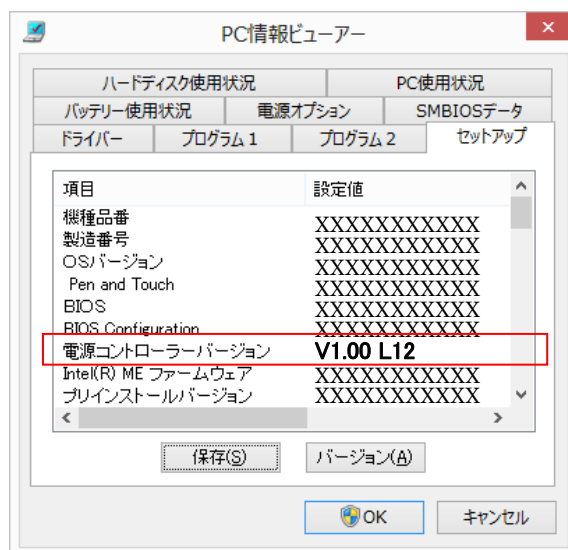 PC情報ビューアー
ハードディスク使用状況 PC使用状況
バッテリー使用状況 電源オプション SMBIOSデータ
ドライバー プログラム1 プログラム2 セットアップ
項目 設定値
機種品番 XXXXXXXXXXX
製造番号 XXXXXXXXXXX
OSバージョン XXXXXXXXXXX
Pen and Touch XXXXXXXXXXX
BIOS XXXXXXXXXXX
BIOS Configuration XXXXXXXXXXX
電源コントローラーバージョン V1.00 L12
Intel(R) ME ファームウェア XXXXXXXXXXX
プリインストールバージョン XXXXXXXXXXX
保存(S) バージョン(A)
OK キャンセル